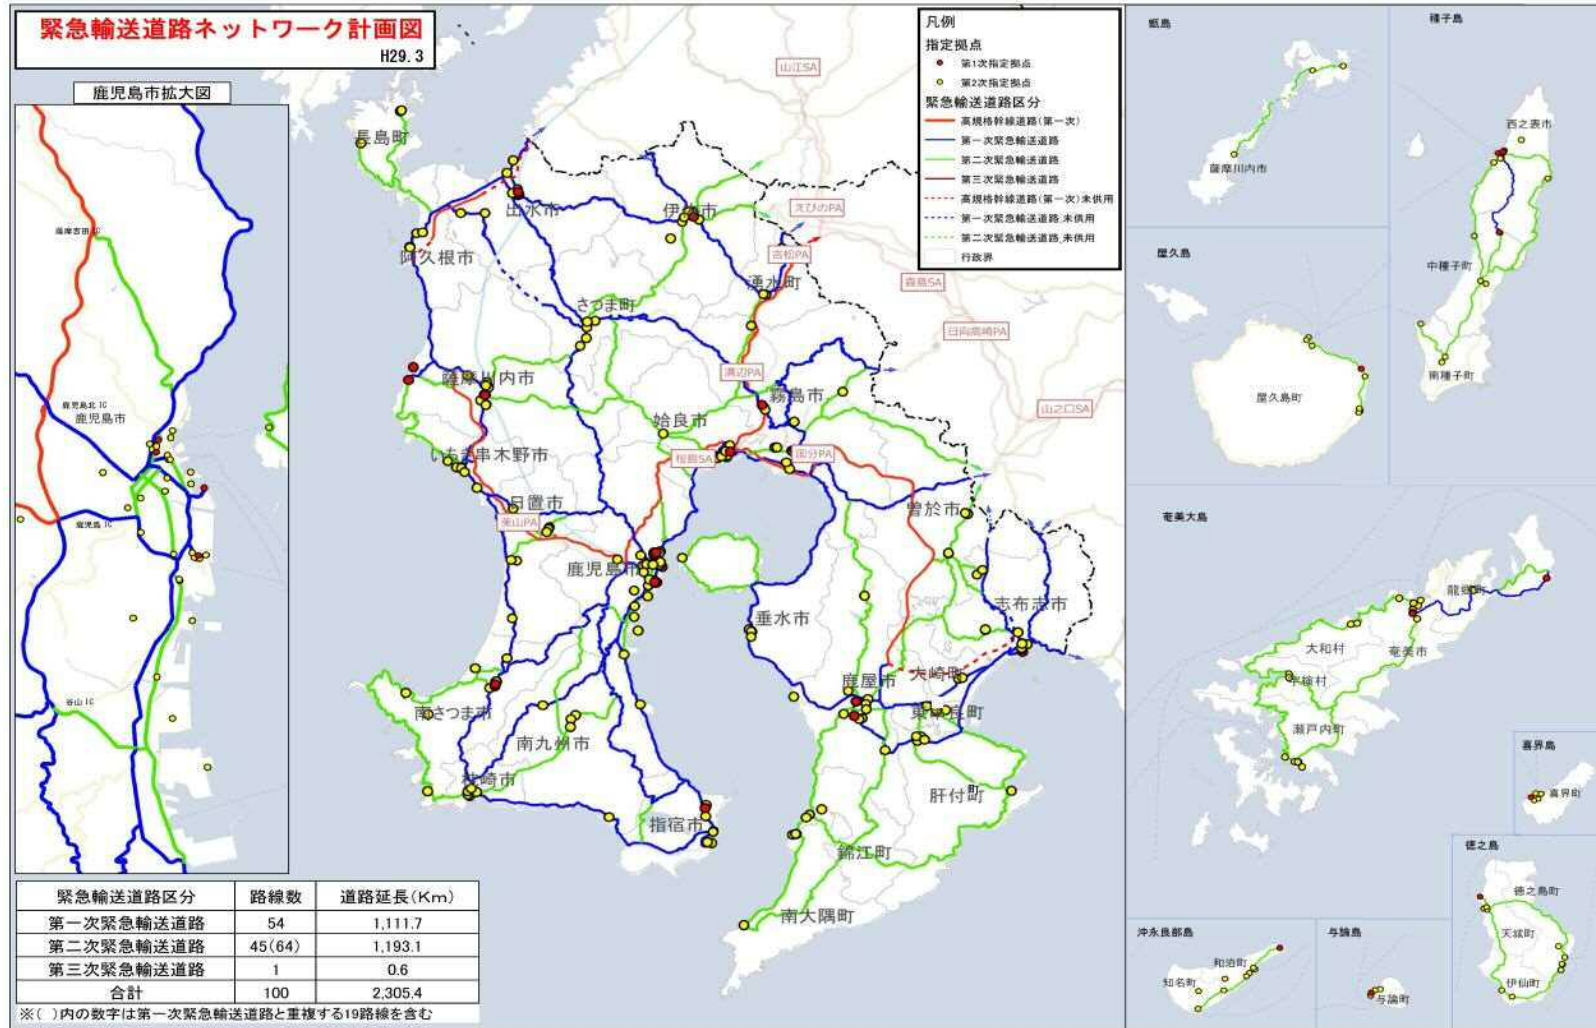 緊急輸送道路ネットワーク計画図
H29.3
鹿児島市拡大図
薩摩吉田IC
鹿児島北IC
鹿児島市
鹿児島IC
谷山IC
凡例
指定拠点
第1次指定拠点
第2次指定拠点
緊急輸送道路区分
高規格幹線道路(第一次)
第一次緊急輸送道路
第二次緊急輸送道路
第三次緊急輸送道路
高規格幹線道路(第一次)未供用
第一次緊急輸送道路_未供用
第二次緊急輸送道路_未供用
行政界
山江SA
長島町
出水市
伊佐市
えびのPA
阿久根市
吉松PA
湧水町
霧島SA
さつま町
日向高崎PA
溝辺PA
薩摩川内市
霧島市
山之口SA
姶良市
いちき串木野市
桜島SA
国分PA
日置市
曽於市
美山PA
鹿児島市
垂水市
志布志市
鹿屋市
大崎町
南さつま市
東串良町
南九州市
枕崎市
肝付町
町
指宿市
錦江町
南大隅町
甑島
薩摩川内市
種子島
西之表市
中種子町
南種子町
屋久島
屋久島町
奄美大島
龍郷町
大和村
奄美市
宇検村
瀬戸内町
喜界島
喜界町
徳之島
徳之島町
天城町
伊仙町
沖永良部島
和泊町
知名町
与論島
与論町
緊急輸送道路区分 路線数 道路延長(Km)
第一次緊急輸送道路 54 1,111.7
第二次緊急輸送道路 45(64) 1,193.1
第三次緊急輸送道路 1 0.6
合計 100 2,305.4
※( )内の数字は第一次緊急輸送道路と重複する19路線を含む